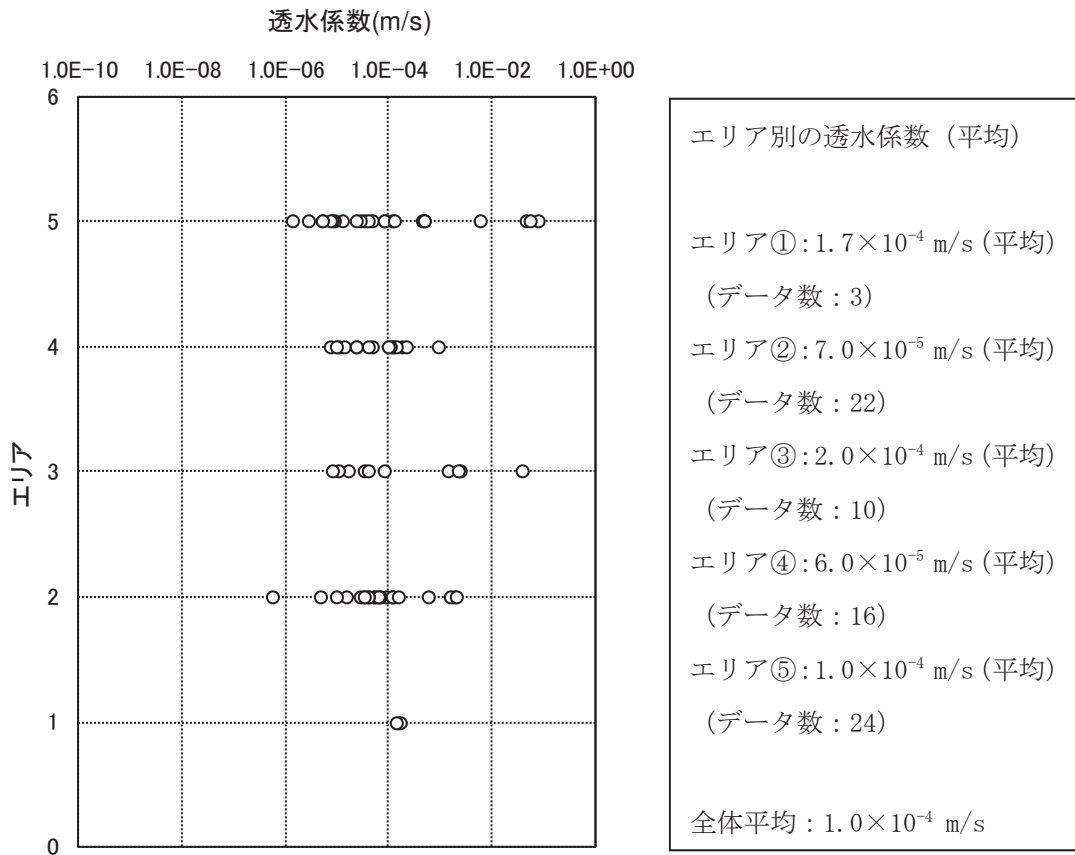 透水係数(m/s)
1.0E-10 1.0E-08 1.0E-06 1.0E-04 1.0E-02 1.0E+00
6
5
4
3
2
1
0
エリア
エリア別の透水係数（平均）
エリア①:1.7×10⁻⁴ m/s(平均)
（データ数：3）
エリア②:7.0×10⁻⁵ m/s(平均)
（データ数：22）
エリア③:2.0×10⁻⁴ m/s(平均)
（データ数：10）
エリア④:6.0×10⁻⁵ m/s(平均)
（データ数：16）
エリア⑤:1.0×10⁻⁴ m/s(平均)
（データ数：24）
全体平均：1.0×10⁻⁴ m/s